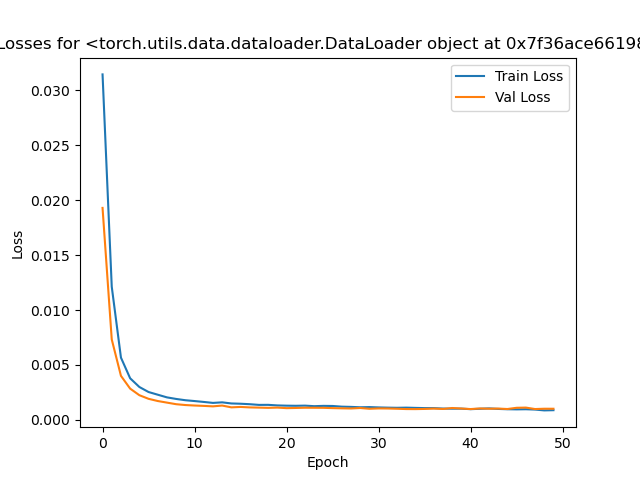 Losses for <torch.utils.data.dataloader.DataLoader object at 0x7f36ace66198
Train Loss
Val Loss
0.030
0.025
0.020
0.015
0.010
0.005
0.000
Loss
0 10 20 30 40 50
Epoch